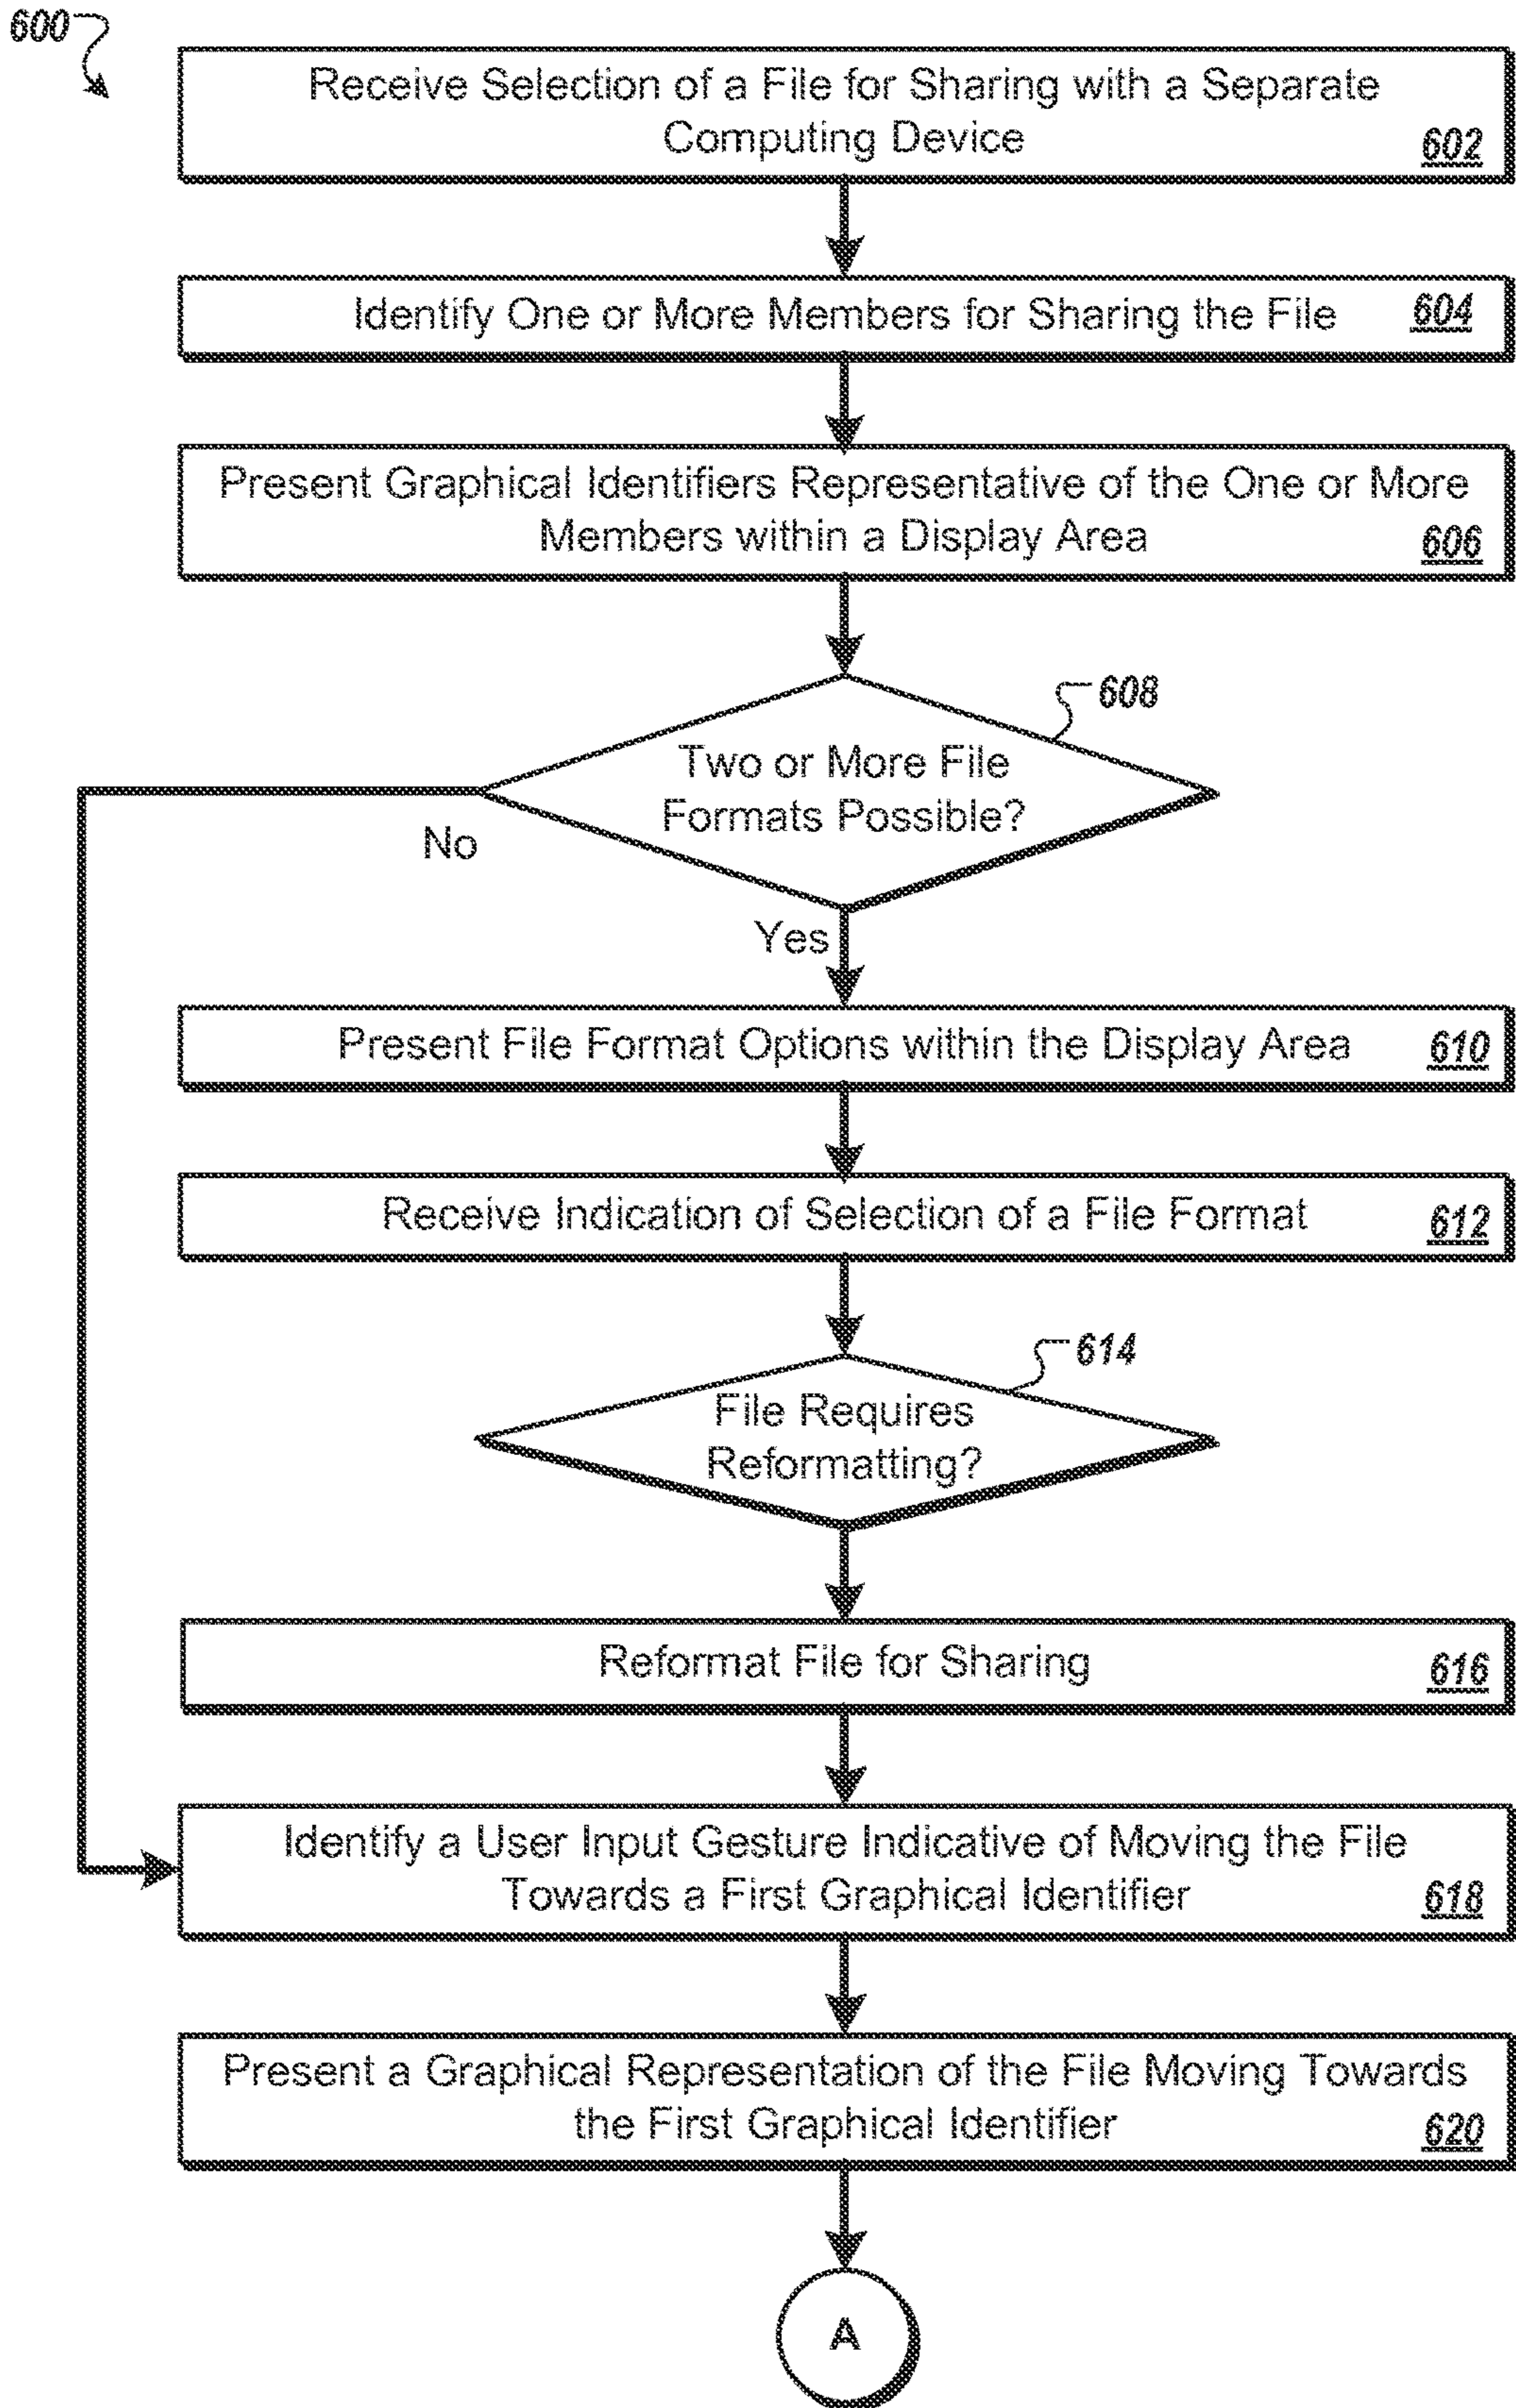 600
Receive Selection of a File for Sharing with a Separate
Computing Device
602
Identify One or More Members for Sharing the File
604
Present Graphical Identifiers Representative of the One or More
Members within a Display Area
606
608
Two or More File
Formats Possible?
No
Yes
Present File Format Options within the Display Area
610
Receive Indication of Selection of a File Format
612
614
File Requires
Reformatting?
Reformat File for Sharing
616
Identify a User Input Gesture Indicative of Moving the File
Towards a First Graphical Identifier
618
Present a Graphical Representation of the File Moving Towards
the First Graphical Identifier
620
A